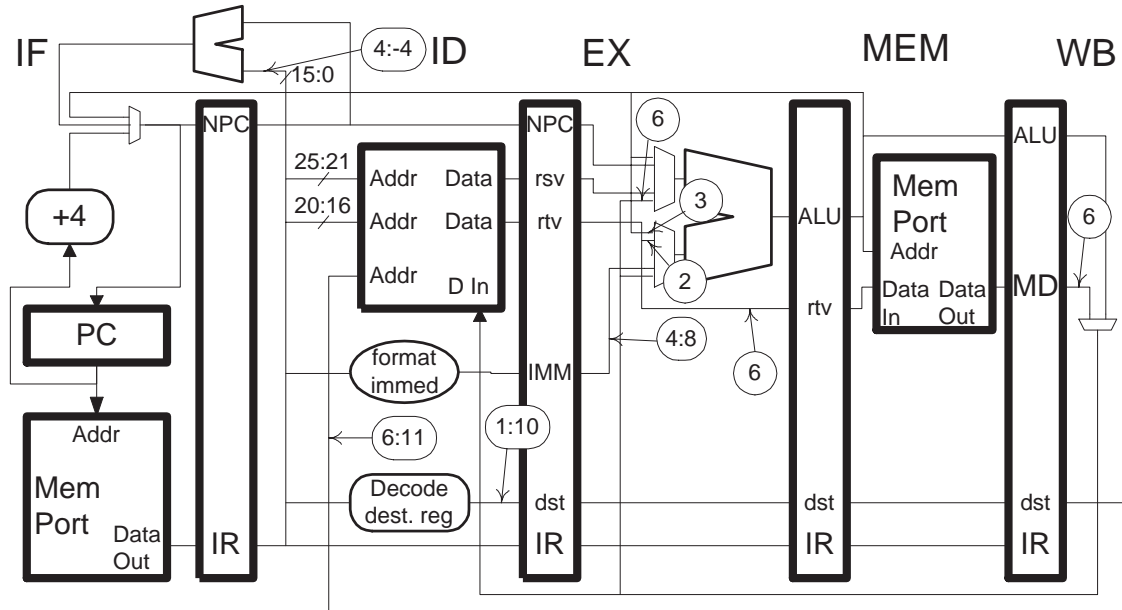 IF
4:-4
ID
EX
MEM
WB
15:0
NPC
NPC
6
ALU
25:21
Addr
Data
rsv
Mem
Port
+4
20:16
Addr
Data
rtv
3
ALU
6
Addr
Addr
D In
2
Data
In
Data
Out
MD
PC
rtv
format
immed
IMM
4:8
6
Addr
6:11
1:10
Mem
Port
Decode
dest. reg
dst
dst
dst
Data
Out
IR
IR
IR
IR